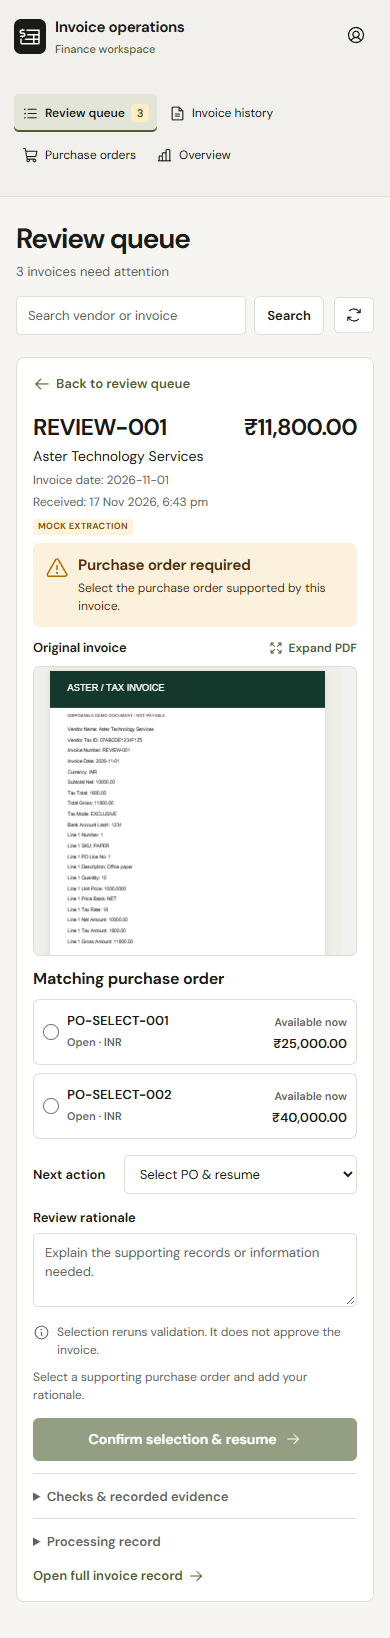 Invoice operations
Finance workspace
Review queue 3
Invoice history
Purchase orders
Overview
Review queue
3 invoices need attention
Search vendor or invoice
Search
Back to review queue
REVIEW-001
₹11,800.00
Aster Technology Services
Invoice date: 2026-11-01
Received: 17 Nov 2026, 6:43 pm
MOCK EXTRACTION
Purchase order required
Select the purchase order supported by this
invoice.
Original invoice
Expand PDF
ASTER / TAX INVOICE
DISPOSABLE DEMO DOCUMENT / NOT PAYABLE
Vendor Name: Aster Technology Services
Vendor Tax ID: 07ABCDE1234F1Z5
Invoice Number: REVIEW-001
Invoice Date: 2026-11-01
Currency: INR
Subtotal Net: 10000.00
Tax Total: 1800.00
Total Gross: 11800.00
Tax Mode: EXCLUSIVE
Bank Account Last4: 1234
Line 1 Number: 1
Line 1 SKU: PAPER
Line 1 PO Line No: 1
Line 1 Description: Office paper
Line 1 Quantity: 10
Line 1 Unit Price: 1000.0000
Line 1 Price Basis: NET
Line 1 Tax Rate: 18
Line 1 Net Amount: 10000.00
Line 1 Tax Amount: 1800.00
Line 1 Gross Amount: 11800.00
Matching purchase order
PO-SELECT-001
Available now
Open · INR
₹25,000.00
PO-SELECT-002
Available now
Open · INR
₹40,000.00
Next action
Select PO & resume
Review rationale
Explain the supporting records or information
needed.
Selection reruns validation. It does not approve the
invoice.
Select a supporting purchase order and add your
rationale.
Confirm selection & resume
Checks & recorded evidence
Processing record
Open full invoice record